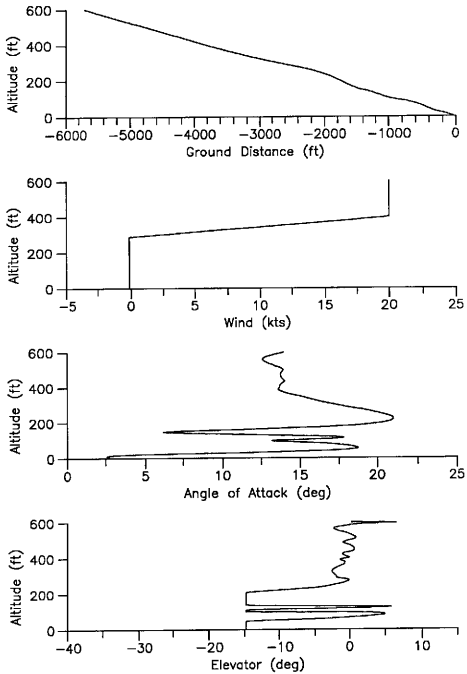 600
400
200
0
Altitude (ft)
-6000 -5000 -4000 -3000 -2000 -1000 0
Ground Distance (ft)
600
400
200
0
Altitude (ft)
-5 0 5 10 15 20 25
Wind (kts)
600
400
200
0
Altitude (ft)
0 5 10 15 20 25
Angle of Attack (deg)
600
400
200
0
Altitude (ft)
-40 -30 -20 -10 0 10
Elevator (deg)